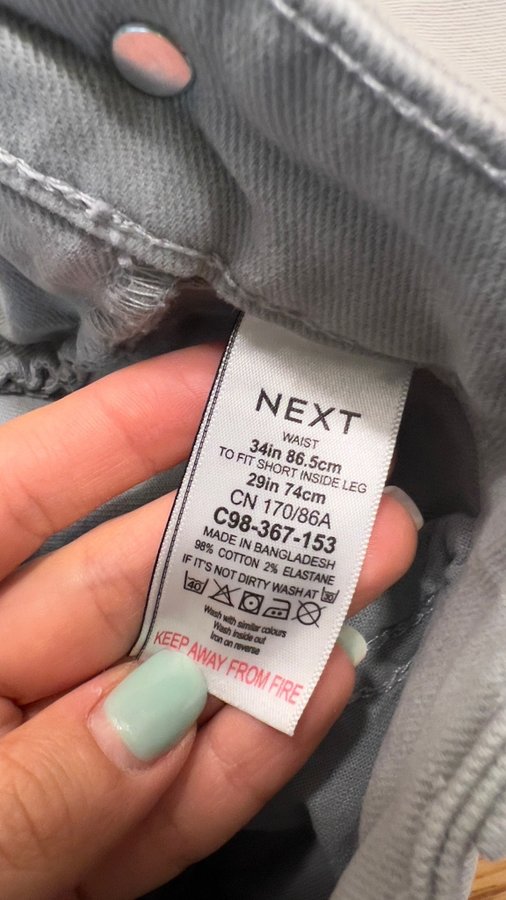 NEXT
WAIST
34in 86.5cm
TO FIT SHORT INSIDE LEG
29in 74cm
CN 170/86A
C98-367-153
MADE IN BANGLADESH
98% COTTON 2% ELASTANE
IF IT'S NOT DIRTY WASH AT 30
40
Wash with similar colours
Wash inside out
Iron on reverse
KEEP AWAY FROM FIRE